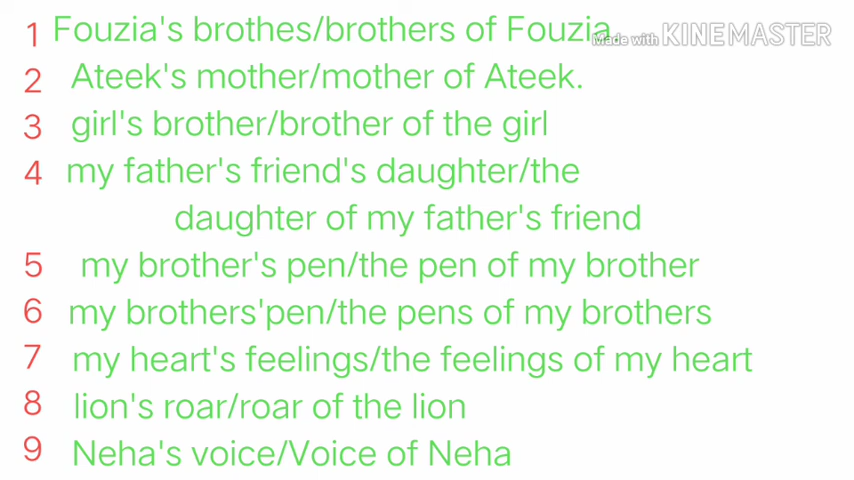 1 Fouzia's brothes/brothers of Fouzia
Made with KINEMASTER
2 Ateek's mother/mother of Ateek.
3 girl's brother/brother of the girl
4 my father's friend's daughter/the
daughter of my father's friend
5 my brother's pen/the pen of my brother
6 my brothers'pen/the pens of my brothers
7 my heart's feelings/the feelings of my heart
8 lion's roar/roar of the lion
9 Neha's voice/Voice of Neha